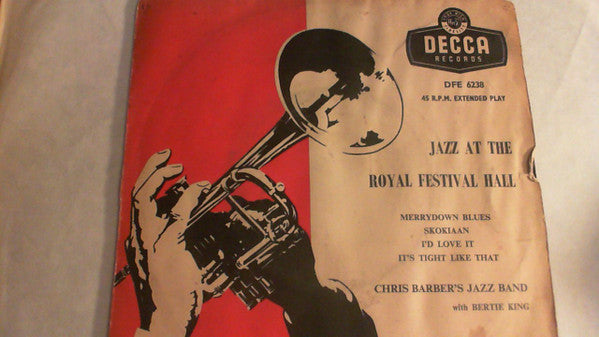 DECCA
RECORDS
DFE 6238
45 R.P.M. EXTENDED PLAY
JAZZ AT THE
ROYAL FESTIVAL HALL
MERRYDOWN BLUES
SKOKIAAN
I'D LOVE IT
IT'S TIGHT LIKE THAT
CHRIS BARBER'S JAZZ BAND
with BERTIE KING